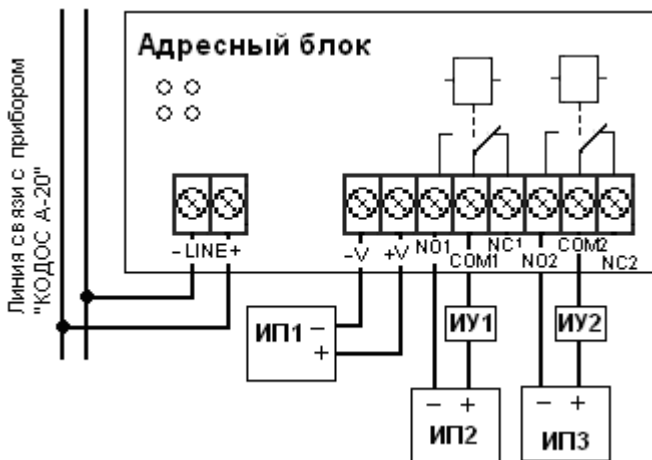 Адресный блок
Линия связи с прибором
"КОДОС А-20"
- LINE +
-V
+V
NO1
COM1
NC1
NO2
COM2
NC2
ИП1
-
+
ИУ1
ИУ2
- +
ИП2
- +
ИП3